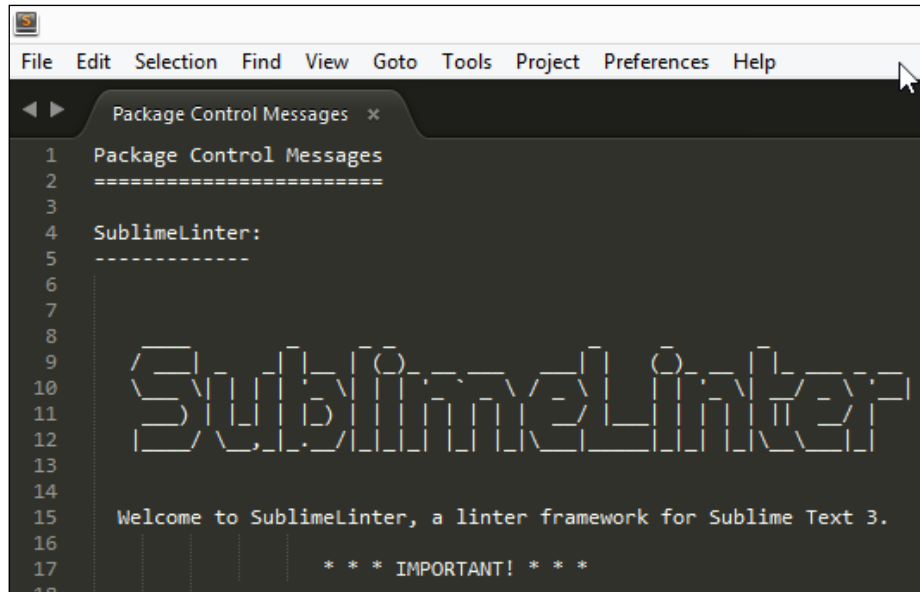 File Edit Selection Find View Goto Tools Project Preferences Help
Package Control Messages ×
1 Package Control Messages
2 ========================
3
4 SublimeLinter:
5 -------------
6
7
8
9
10
11
12
13
14
15 Welcome to SublimeLinter, a linter framework for Sublime Text 3.
16
17 * * * IMPORTANT! * * *
18
SublimeLinter